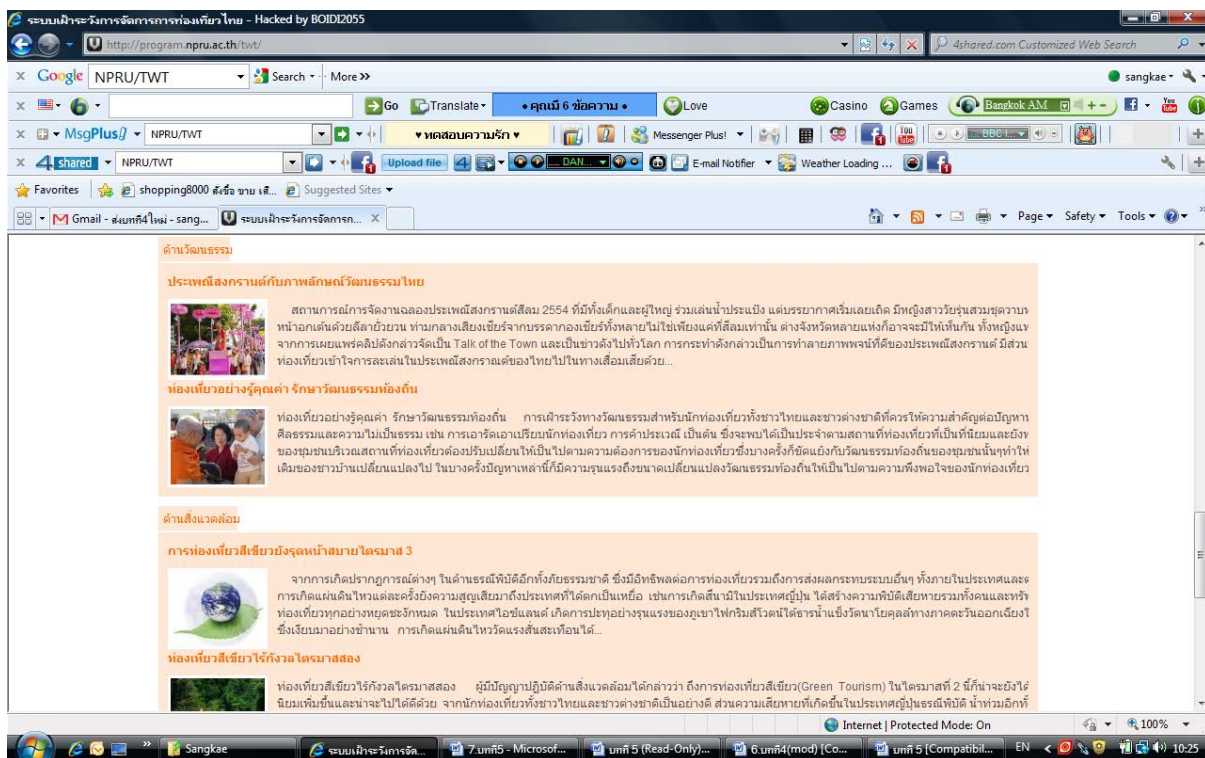 ระบบเฝ้าระวังการจัดการการท่องเที่ยวไทย - Hacked by BOIDI2055
http://program.npru.ac.th/twt/
4shared.com Customized Web Search
x Google NPRU/TWT Search More >>
sangkae
Go Translate • คุณมี 6 ข้อความ • Love Casino Games Bangkok AM
x MsgPlus! NPRU/TWT ♥ ทดสอบความรัก ♥ Messenger Plus! BBC
x 4 shared NPRU/TWT Upload file DAN... E-mail Notifier Weather Loading ...
Favorites shopping8000 สั่งซื้อ ขาย เสื... Suggested Sites
Gmail - ส่งบทที่4ใหม่ - sang... ระบบเฝ้าระวังการจัดการก... X Page Safety Tools
ด้านวัฒนธรรม
ประเพณีสงกรานต์กับภาพลักษณ์วัฒนธรรมไทย
สถานการณ์การจัดงานฉลองประเพณีสงกรานต์สีลม 2554 ที่มีทั้งเด็กและผู้ใหญ่ ร่วมเล่นน้ำประแป้ง แต่บรรยากาศเริ่มเลยเถิด มีหญิงสาววัยรุ่นสวมชุดวาบห
หน้าอกเต้นด้วยลีลายั่วยวน ท่ามกลางเสียงเชียร์จากบรรดากองเชียร์ทั้งหลายไม่ใช่เพียงแค่ที่สีลมเท่านั้น ต่างจังหวัดหลายแห่งก็อาจจะมีให้เห็นกัน ทั้งหญิงแท
จากการเผยแพร่คลิปดังกล่าวจัดเป็น Talk of the Town และเป็นข่าวดังไปทั่วโลก การกระทำดังกล่าวเป็นการทำลายภาพพจน์ที่ดีของประเพณีสงกรานต์ มีส่วน
ท่องเที่ยวเข้าใจการละเล่นในประเพณีสงกราณต์ของไทยไปในทางเสื่อมเสียด้วย...
ท่องเที่ยวอย่างรู้คุณค่า รักษาวัฒนธรรมท้องถิ่น
ท่องเที่ยวอย่างรู้คุณค่า รักษาวัฒนธรรมท้องถิ่น การเฝ้าระวังทางวัฒนธรรมสำหรับนักท่องเที่ยวทั้งชาวไทยและชาวต่างชาติที่ควรให้ความสำคัญต่อปัญหา
ศีลธรรมและความไม่เป็นธรรม เช่น การเอารัดเอาเปรียบนักท่องเที่ยว การค้าประเวณี เป็นต้น ซึ่งจะพบได้เป็นประจำตามสถานที่ท่องเที่ยวที่เป็นที่นิยมและยังท
ของชุมชนบริเวณสถานที่ท่องเที่ยวต้องปรับเปลี่ยนให้เป็นไปตามความต้องการของนักท่องเที่ยวซึ่งบางครั้งก็ขัดแย้งกับวัฒนธรรมท้องถิ่นของชุมชนนั้นๆทำให้
เดิมของชาวบ้านเปลี่ยนแปลงไป ในบางครั้งปัญหาเหล่านี้ก็มีความรุนแรงถึงขนาดเปลี่ยนแปลงวัฒนธรรมท้องถิ่นให้เป็นไปตามความพึงพอใจของนักท่องเที่ยว
ด้านสิ่งแวดล้อม
การท่องเที่ยวสีเขียวยังรุดหน้าสบายไตรมาส 3
จากการเกิดปรากฏการณ์ต่างๆ ในด้านธรณีพิบัติอีกทั้งภัยธรรมชาติ ซึ่งมีอิทธิพลต่อการท่องเที่ยวรวมถึงการส่งผลกระทบระบบอื่นๆ ทั้งภายในประเทศและต
การเกิดแผ่นดินไหวแต่ละครั้งยังความสูญเสียมาถึงประเทศที่ได้ตกเป็นเหยื่อ เช่นการเกิดสึนามิในประเทศญี่ปุ่น ได้สร้างความพิบัติเสียหายรวมทั้งคนและทรัพ
ท่องเที่ยวทุกอย่างหยุดชะงักหมด ในประเทศไอซ์แลนด์ เกิดการปะทุอย่างรุนแรงของภูเขาไฟกริมส์โวตน์ใต้ธารน้ำแข็งวัตนาโยคุลล์ทางภาคตะวันออกเฉียงใ
ซึ่งเงียบมาอย่างช้านาน การเกิดแผ่นดินไหววัดแรงสั่นสะเทือนได้...
ท่องเที่ยวสีเขียวไร้กังวลไตรมาสสอง
ท่องเที่ยวสีเขียวไร้กังวลไตรมาสสอง ผู้มีปัญญาปฏิบัติด้านสิ่งแวดล้อมได้กล่าวว่า ถึงการท่องเที่ยวสีเขียว(Green Tourism) ในไตรมาสที่ 2 นี้ก็น่าจะยังได้
นิยมเพิ่มขึ้นและน่าจะไปได้ดีด้วย จากนักท่องเที่ยวทั้งชาวไทยและชาวต่างชาติเป็นอย่างดี ส่วนความเสียหายที่เกิดขึ้นในประเทศญี่ปุ่นธรณีพิบัติ น้ำท่วมอีกทั้
Internet | Protected Mode: On 100%
Sangkae ระบบเฝ้าระวังการจัด... 7.บทที่5 - Microsof... บทที่ 5 (Read-Only)... 6.บทที่4(mod) [Co... บทที่ 5 [Compatibil... EN 10:25